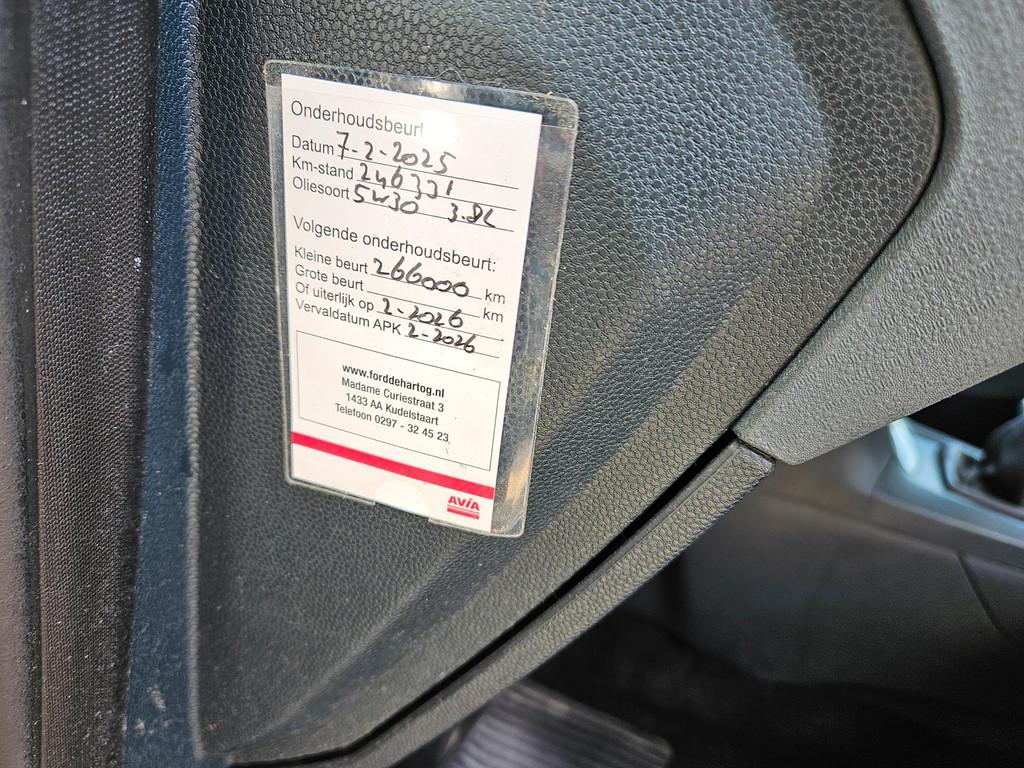 Onderhoudsbeurt
Datum 7-2-2025
Km-stand 246331
Oliesoort 5W30 3.8L
Volgende onderhoudsbeurt:
Kleine beurt 266000 km
Grote beurt km
Of uiterlijk op 2-2026
Vervaldatum APK 2-2026
www.forddehartog.nl
Madame Curiestraat 3
1433 AA Kudelstaart
Telefoon 0297 - 32 45 23
AVIA